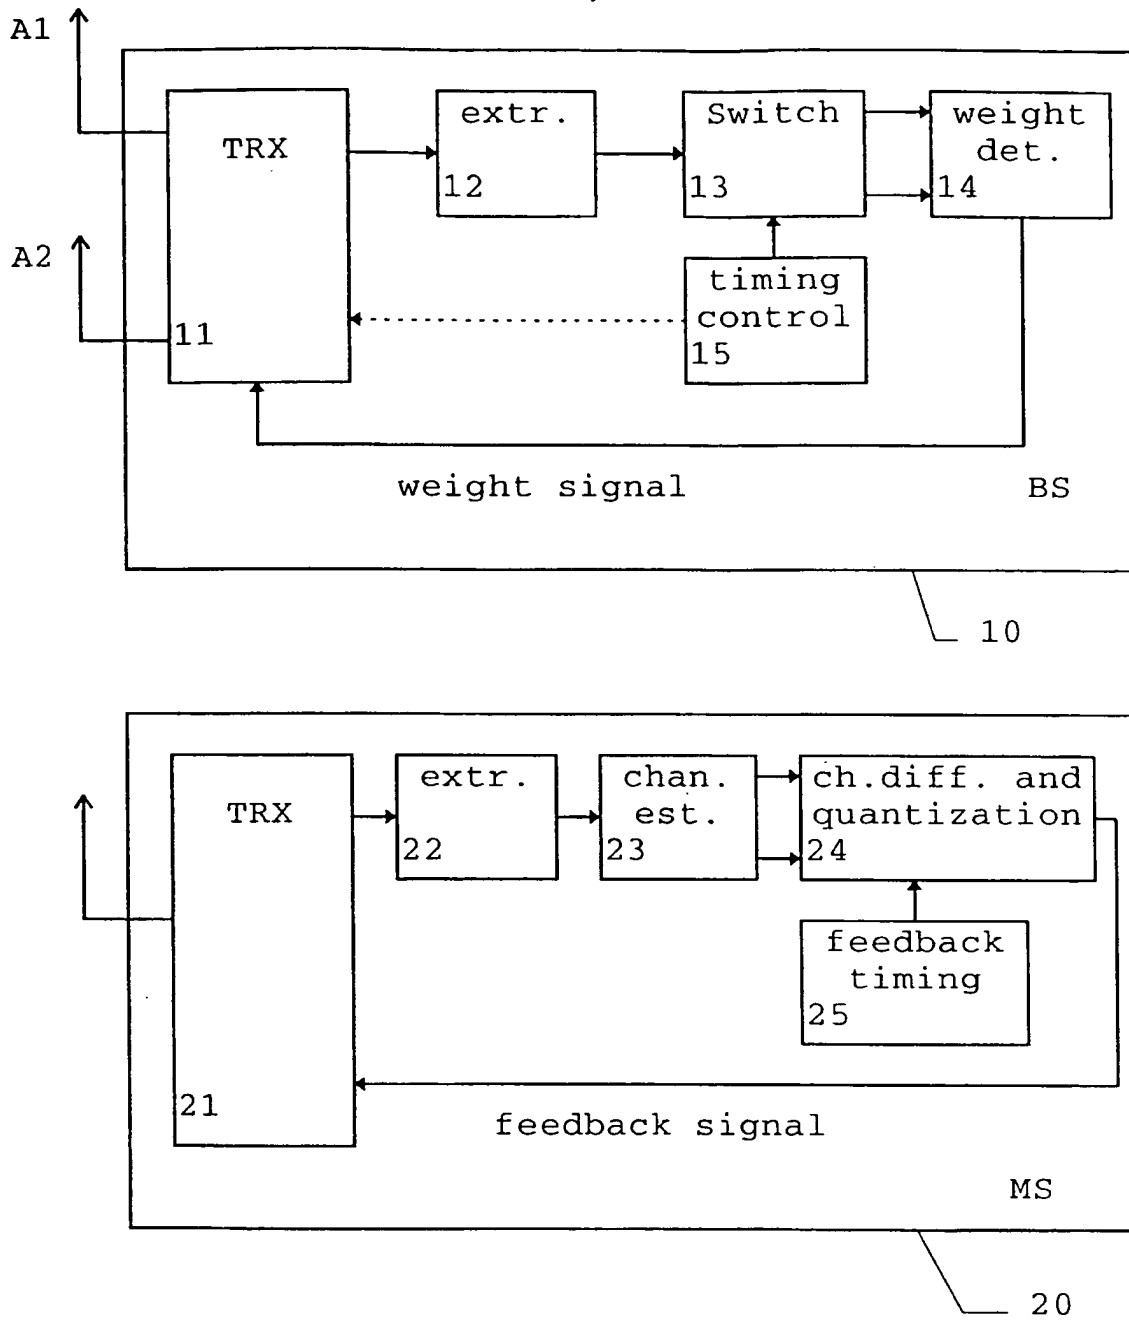 A1
TRX
extr.
12
Switch
13
weight
det.
14
A2
11
timing
control
15
weight signal
BS
10
TRX
extr.
22
chan.
est.
23
ch.diff. and
quantization
24
feedback
timing
25
21
feedback signal
MS
20